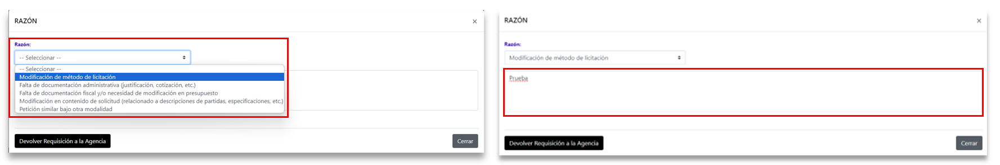 RAZÓN
×
Razón:
-- Seleccionar --
-- Seleccionar --
Modificación de método de licitación
Falta de documentación administrativa (justificación, cotización, etc.)
Falta de documentación fiscal y/o necesidad de modificación en presupuesto
Modificación en contenido de solicitud (relacionado a descripciones de partidas, especificaciones, etc.)
Petición similar bajo otra modalidad
Devolver Requisición a la Agencia
Cerrar
RAZÓN
×
Razón:
Modificación de método de licitación
Prueba
Devolver Requisición a la Agencia
Cerrar